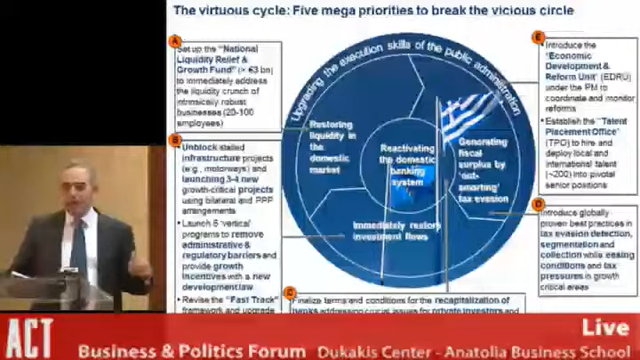 The virtuous cycle: Five mega priorities to break the vicious circle
A
Set up the "National
Liquidity Relief &
Growth Fund" (> €3 bn)
to immediately address
the liquidity crunch of
intrinsically robust
businesses (20-100
employees)
B
Unblock stalled
infrastructure projects
(e.g., motorways) and
launching 3-4 new
growth-critical projects
using bilateral and PPP
arrangements
• Launch 5 'vertical'
programs to remove
administrative &
regulatory barriers and
provide growth
incentives with a new
development law
• Revise the "Fast Track"
framework and upgrade
Upgrading the execution skills of the public administration
Restoring
liquidity in
the domestic
market
Reactivating
the domestic
banking
system
Generating
fiscal
surplus by
'out-
smarting'
tax evasion
Immediately restore
investment flows
E
• Introduce the
"Economic
Development &
Reform Unit" (EDRU)
under the PM to
coordinate and monitor
reforms
• Establish the "Talent
Placement Office"
(TPO) to hire and
deploy local and
international talent
(~200) into pivotal
senior positions
D
Introduce globally
proven best practices in
tax evasion detection,
segmentation and
collection while easing
conditions and tax
pressures in growth
critical areas
C
Finalize terms and conditions for the recapitalization of
banks addressing crucial issues for private investors and
ACT
Live
Business & Politics Forum Dukakis Center - Anatolia Business School